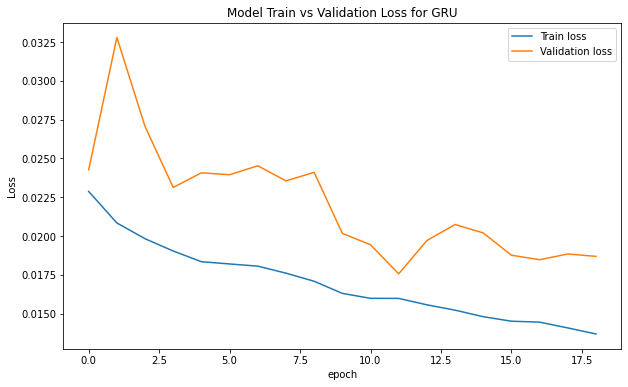 Model Train vs Validation Loss for GRU
Train loss
Validation loss
Loss
0.0325
0.0300
0.0275
0.0250
0.0225
0.0200
0.0175
0.0150
0.0 2.5 5.0 7.5 10.0 12.5 15.0 17.5
epoch